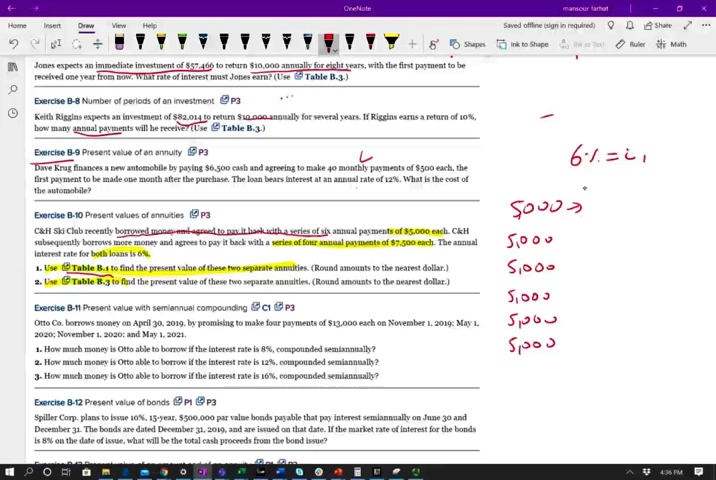 OneNote
mansour farhat
Home Insert Draw View Help
Saved offline (sign in required)
Share
Shapes Ink to Shape Ink to Text Ruler Math
Jones expects an immediate investment of $57,466 to return $10,000 annually for eight years, with the first payment to be
received one year from now. What rate of interest must Jones earn? (Use Table B.3.)
Exercise B-8 Number of periods of an investment P3
Keith Riggins expects an investment of $82,014 to return $10,000 annually for several years. If Riggins earns a return of 10%,
how many annual payments will he receive? (Use Table B.3.)
Exercise B-9 Present value of an annuity P3
Dave Krug finances a new automobile by paying $6,500 cash and agreeing to make 40 monthly payments of $500 each, the
first payment to be made one month after the purchase. The loan bears interest at an annual rate of 12%. What is the cost of
the automobile?
Exercise B-10 Present values of annuities P3
C&H Ski Club recently borrowed money and agreed to pay it back with a series of six annual payments of $5,000 each. C&H
subsequently borrows more money and agrees to pay it back with a series of four annual payments of $7,500 each. The annual
interest rate for both loans is 6%.
1. Use Table B.1 to find the present value of these two separate annuities. (Round amounts to the nearest dollar.)
2. Use Table B.3 to find the present value of these two separate annuities. (Round amounts to the nearest dollar.)
Exercise B-11 Present value with semiannual compounding C1 P3
Otto Co. borrows money on April 30, 2019, by promising to make four payments of $13,000 each on November 1, 2019; May 1,
2020; November 1, 2020; and May 1, 2021.
1. How much money is Otto able to borrow if the interest rate is 8%, compounded semiannually?
2. How much money is Otto able to borrow if the interest rate is 12%, compounded semiannually?
3. How much money is Otto able to borrow if the interest rate is 16%, compounded semiannually?
Exercise B-12 Present value of bonds P1 P3
Spiller Corp. plans to issue 10%, 15-year, $500,000 par value bonds payable that pay interest semiannually on June 30 and
December 31. The bonds are dated December 31, 2019, and are issued on that date. If the market rate of interest for the bonds
is 8% on the date of issue, what will be the total cash proceeds from the bond issue?
6% = i,
5,000 →
5,000
5,000
5,000
5,000
5,000
4:36 PM